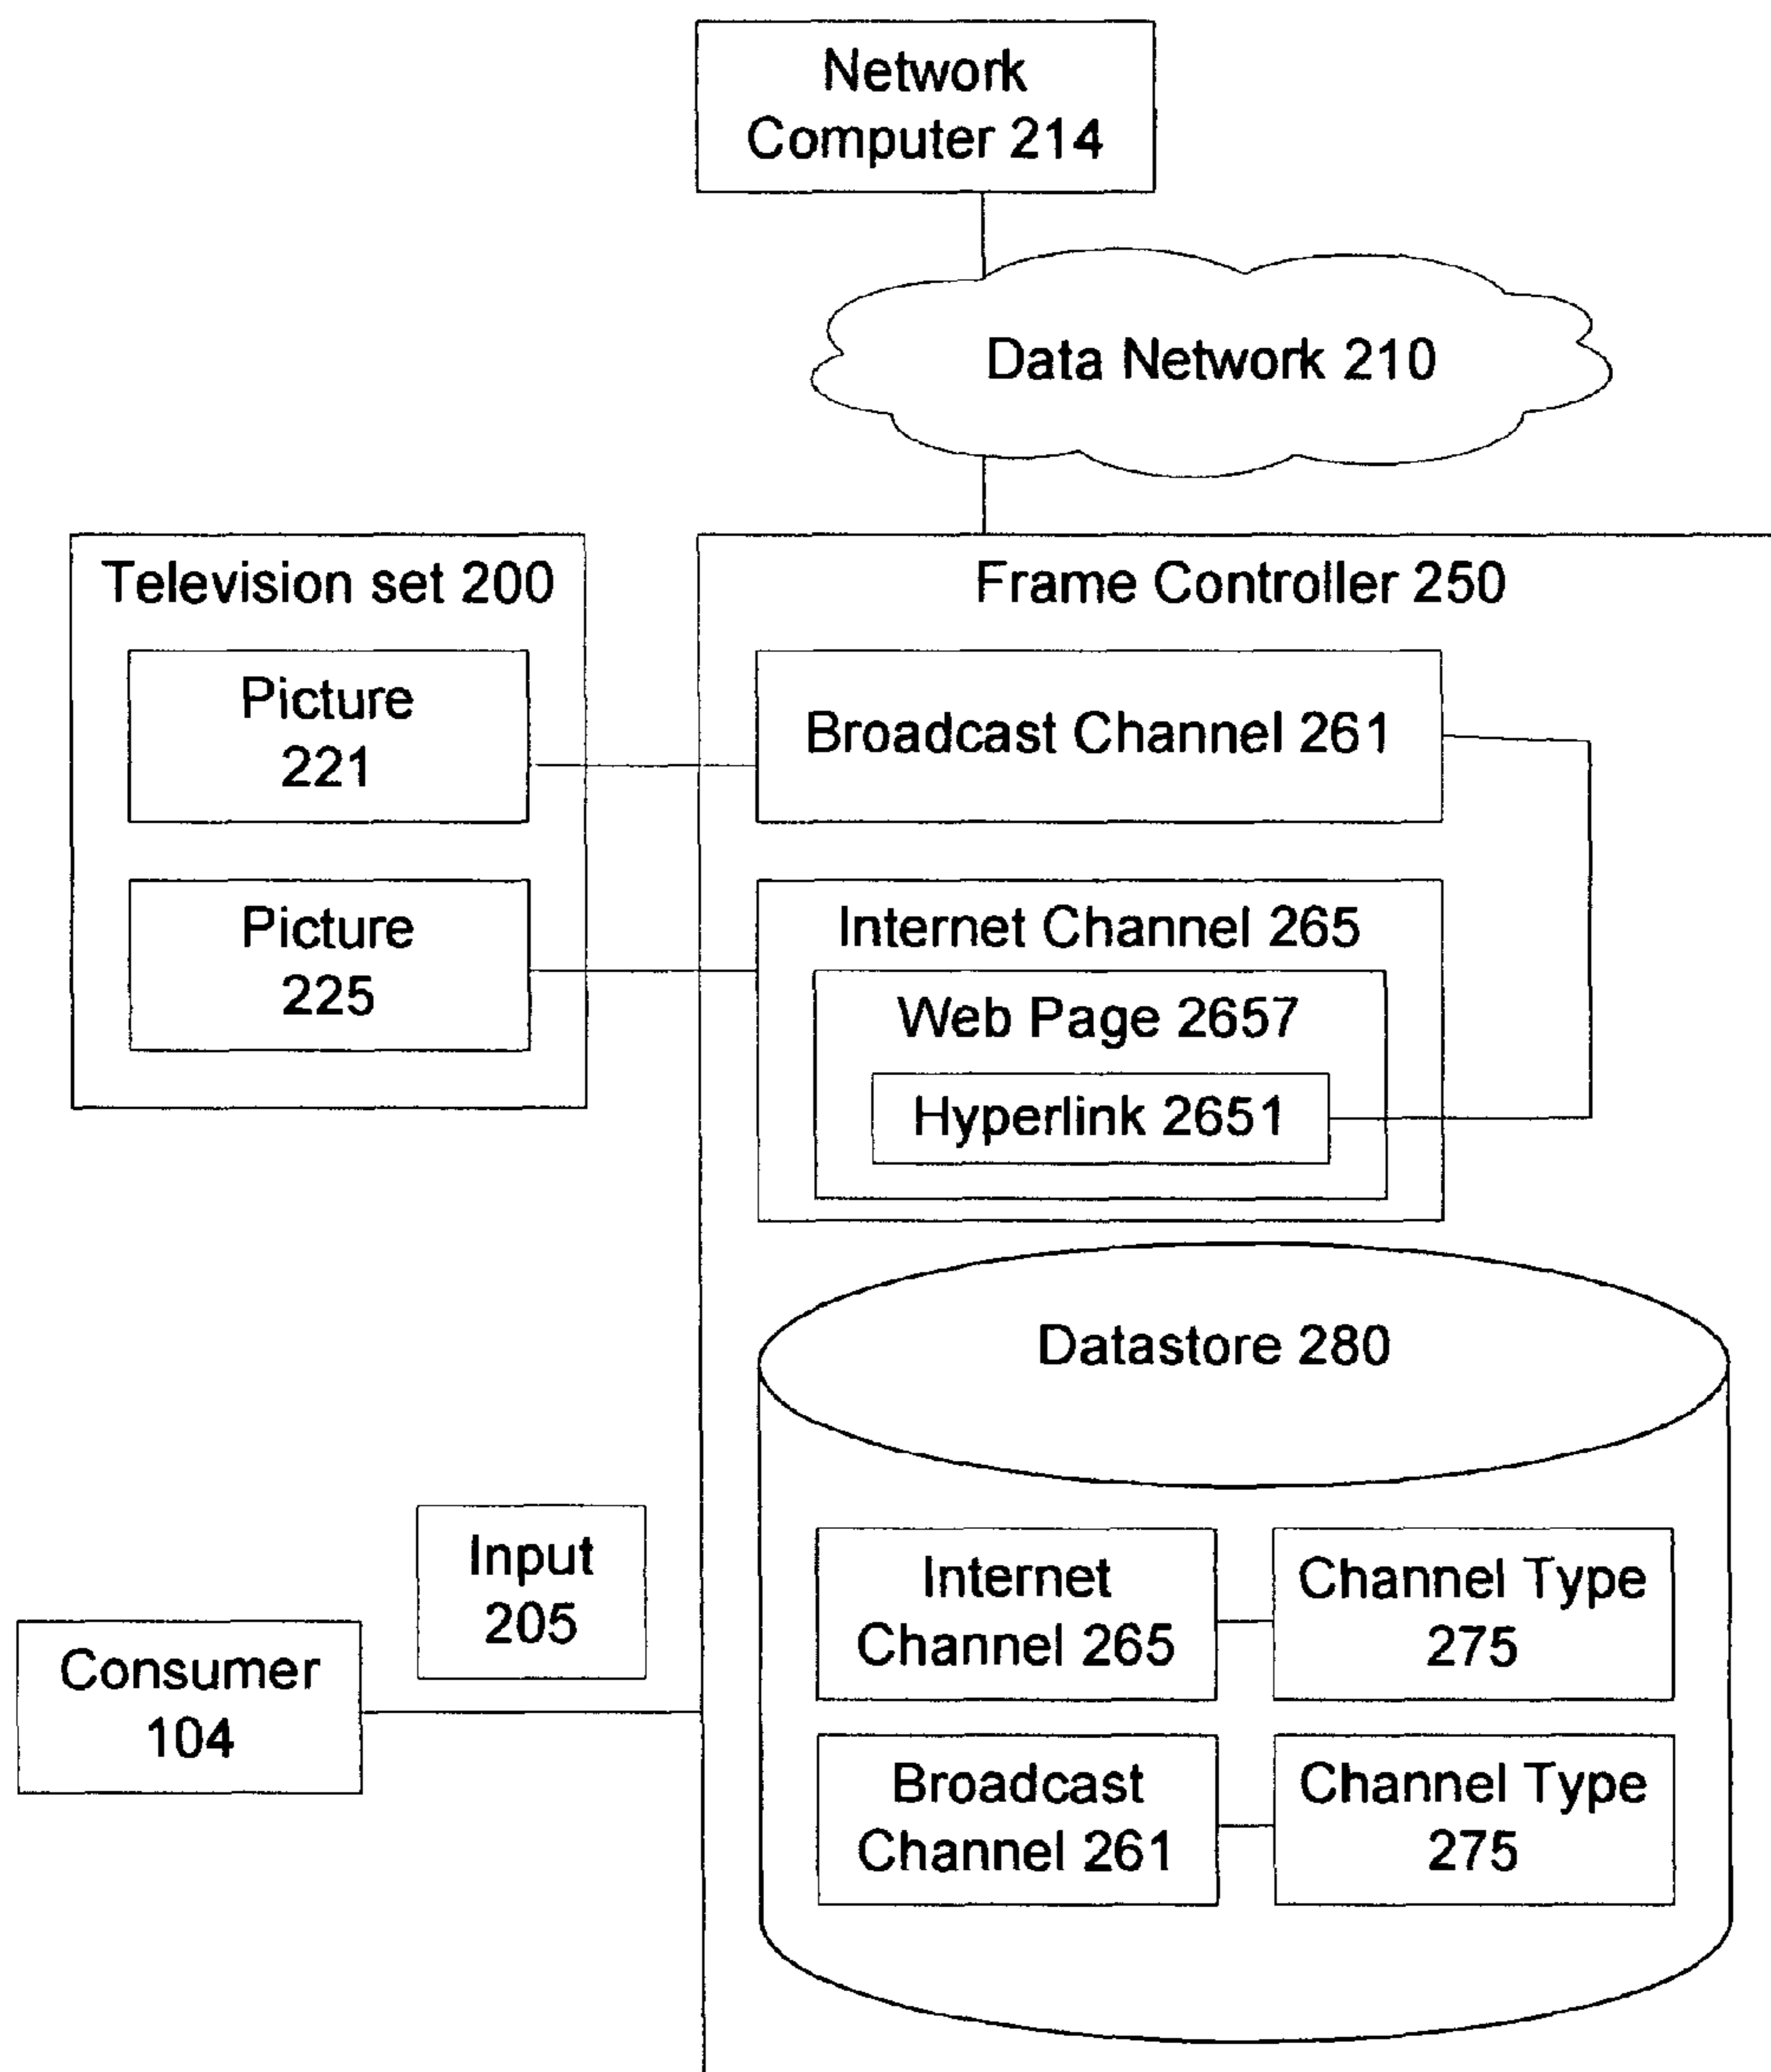 Network
Computer 214
Data Network 210
Television set 200
Picture
221
Picture
225
Frame Controller 250
Broadcast Channel 261
Internet Channel 265
Web Page 2657
Hyperlink 2651
Datastore 280
Internet
Channel 265
Channel Type
275
Broadcast
Channel 261
Channel Type
275
Input
205
Consumer
104